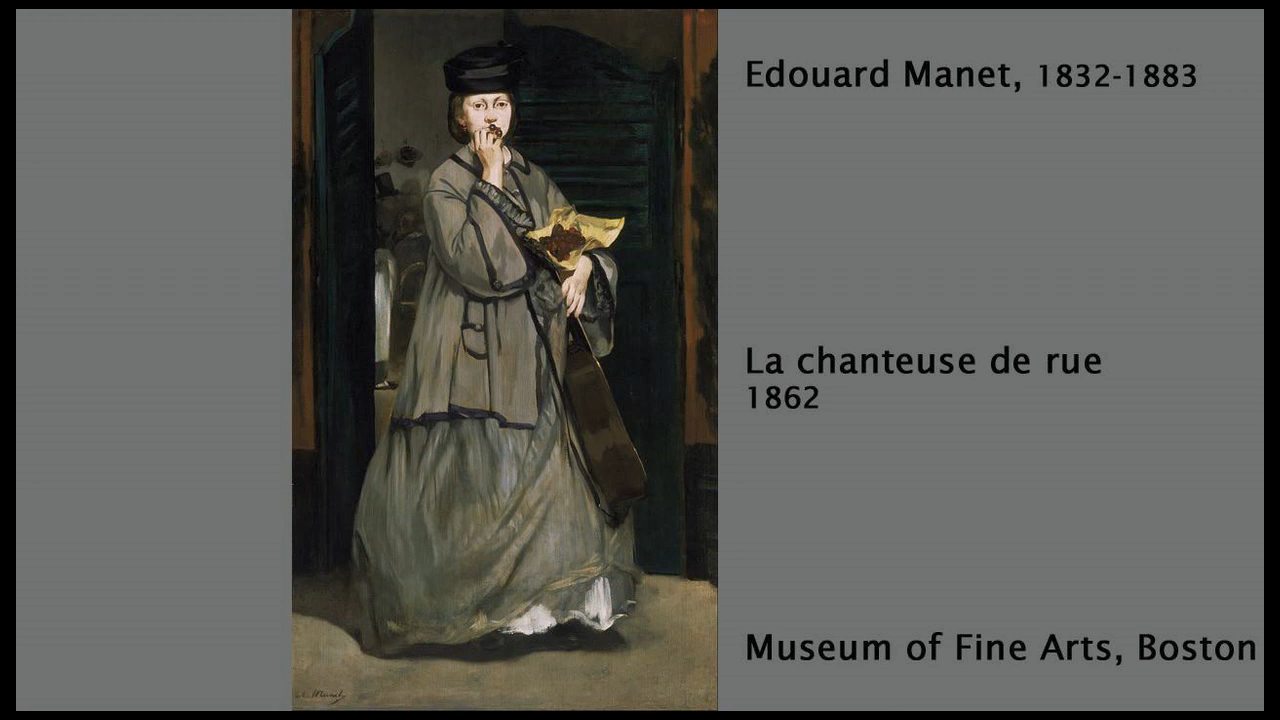 Edouard Manet, 1832-1883
La chanteuse de rue
1862
Museum of Fine Arts, Boston